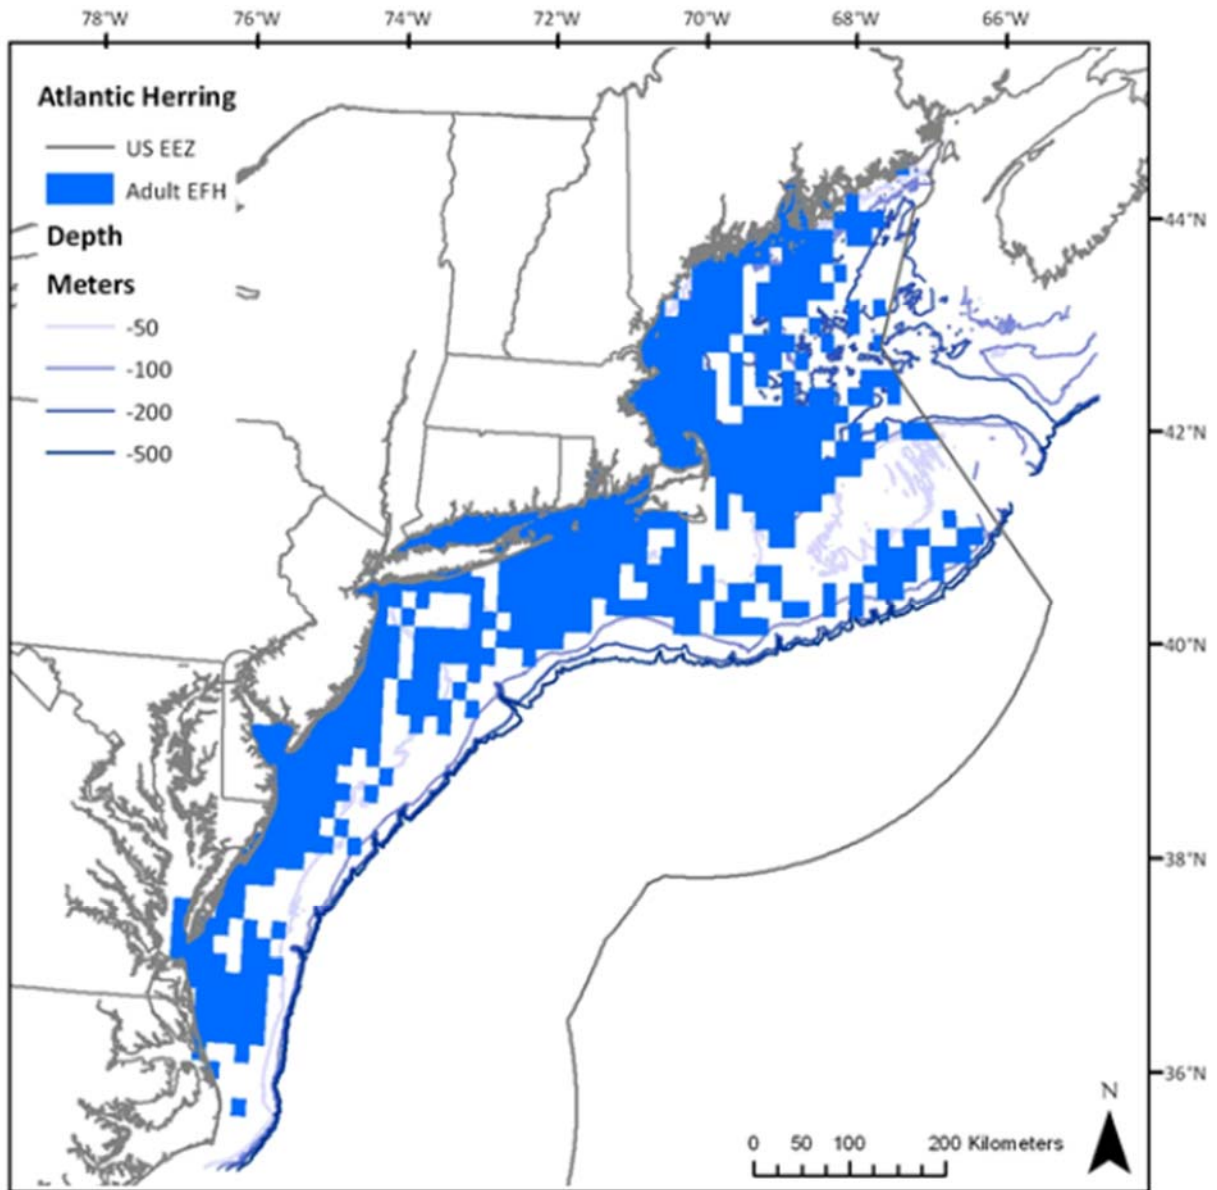 78°W 76°W 74°W 72°W 70°W 68°W 66°W
Atlantic Herring
US EEZ
Adult EFH
Depth
Meters
-50
-100
-200
-500
44°N
42°N
40°N
38°N
36°N
N
0 50 100 200 Kilometers